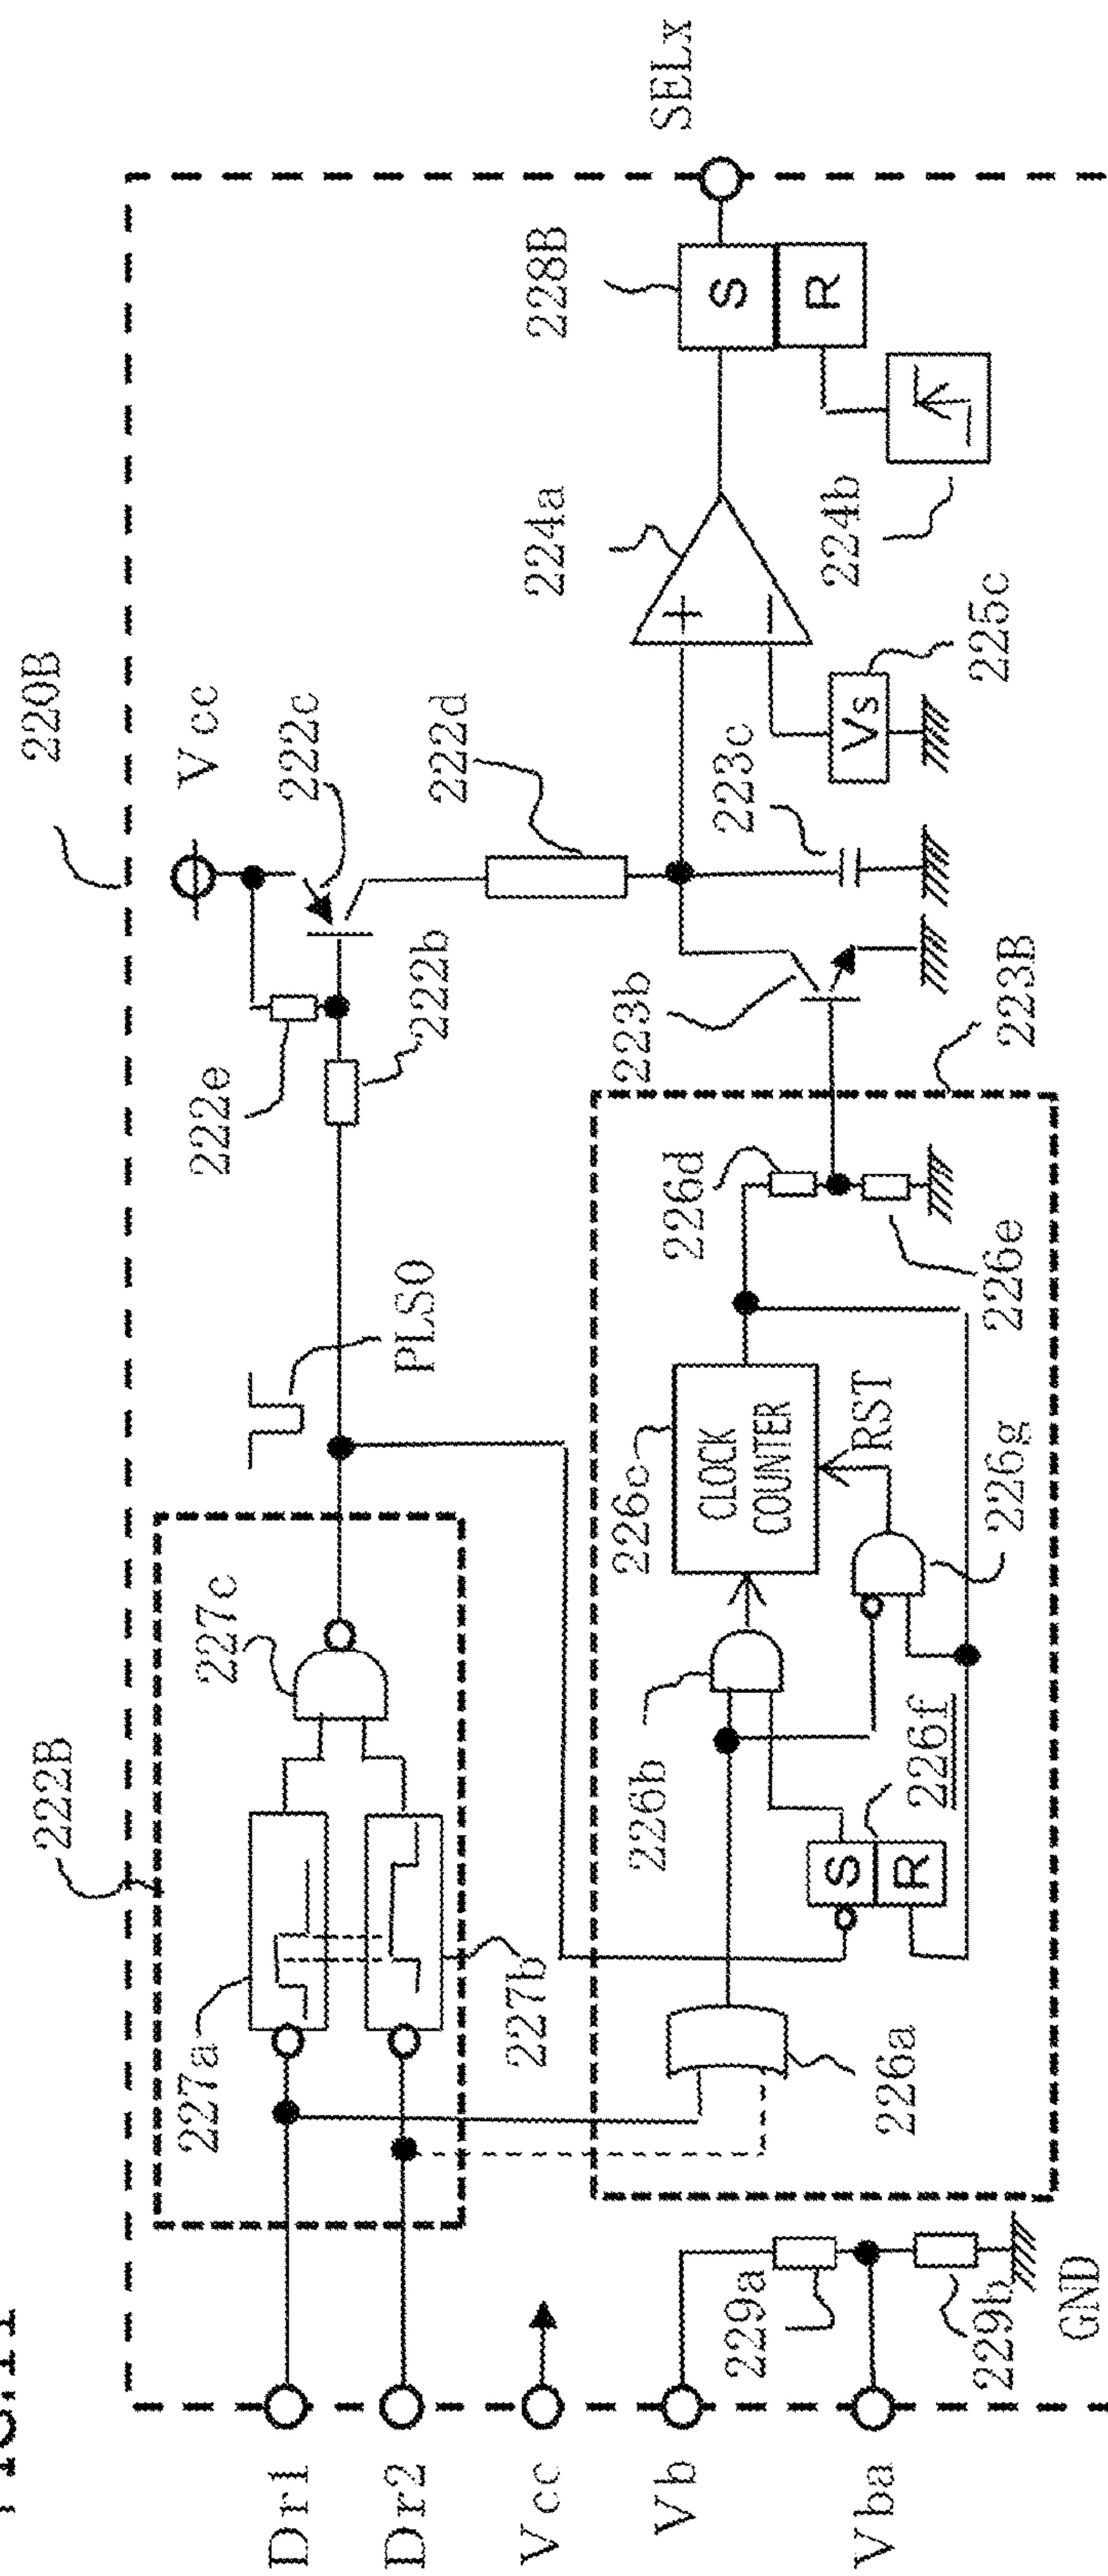 220B
Vcc
222c
222e
222b
222d
PLS0
222B
227c
227a
227b
Dr1
Dr2
Vcc
Vb
Vba
229a
229b
GND
226a
226b
S
R
226f
226c
CLOCK
COUNTER
RST
226g
226d
226e
223B
223b
223c
Vs
225c
+
−
224a
224b
S
R
228B
SELx